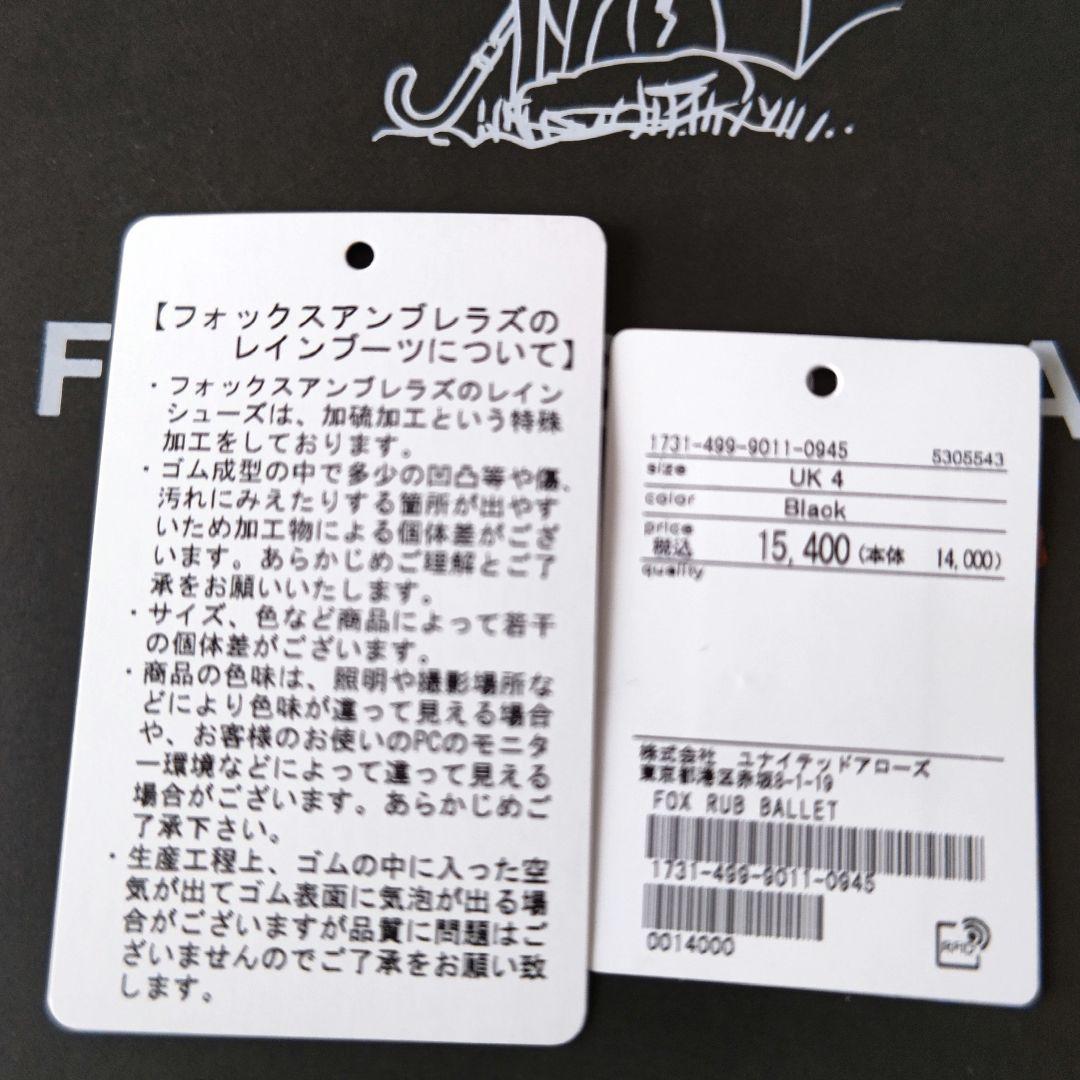 F
A
【フォックスアンブレラズの
レインブーツについて】
・フォックスアンブレラズのレイン
シューズは、加硫加工という特殊
加工をしております。
・ゴム成型の中で多少の凹凸等や傷、
汚れにみえたりする箇所が出やす
いため加工物による個体差がござ
います。あらかじめご理解とご了
承をお願いいたします。
・サイズ、色など商品によって若干
の個体差がございます。
・商品の色味は、照明や撮影場所な
どにより色味が違って見える場合
や、お客様のお使いのPCのモニタ
ー環境などによって違って見える
場合がございます。あらかじめご
了承下さい。
・生産工程上、ゴムの中に入った空
気が出てゴム表面に気泡が出る場
合がございますが品質に問題はご
ざいませんのでご了承をお願い致
します。
1731-499-9011-0945 5305543
size UK 4
color Black
price
税込 15,400(本体 14,000)
quality
株式会社 ユナイテッドアローズ
東京都港区赤坂8-1-19
FOX RUB BALLET
1731-499-9011-0945
0014000
RFID